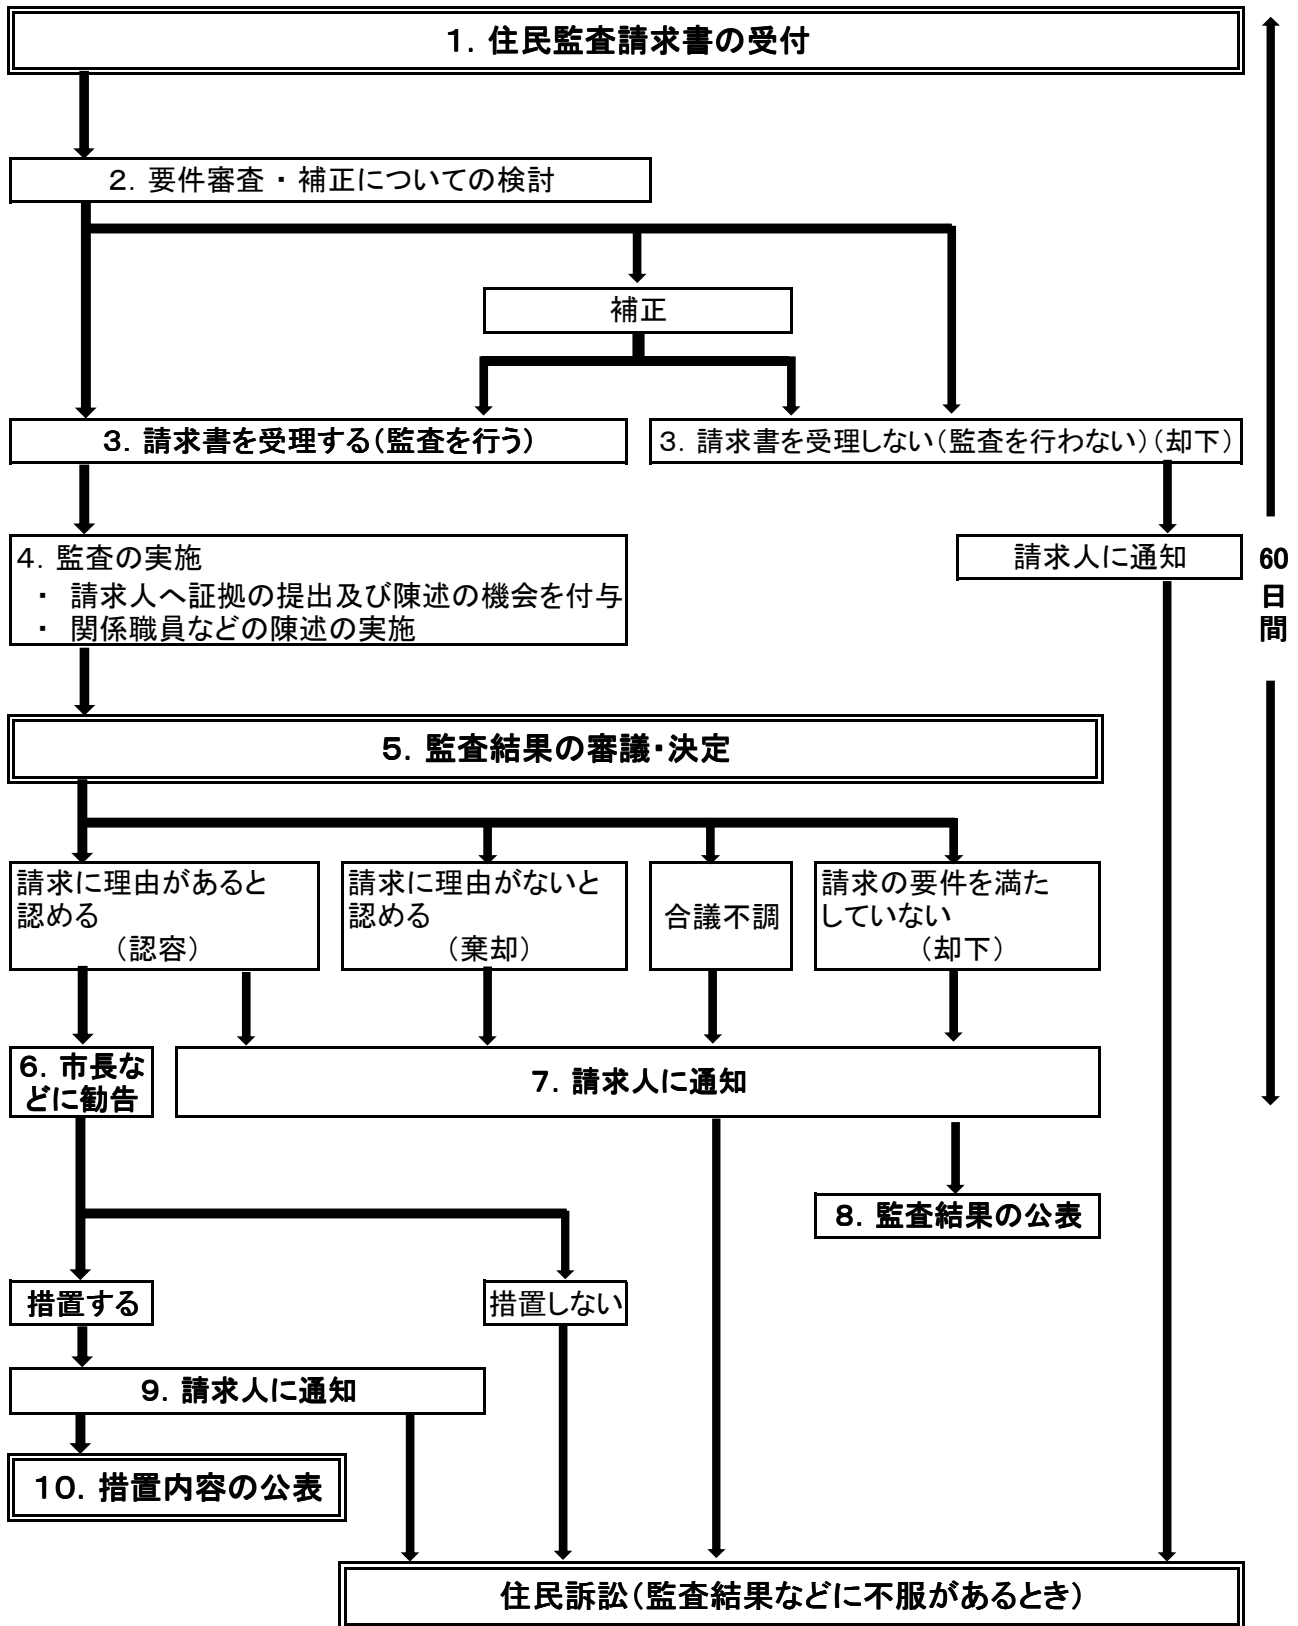 １．住民監査請求書の受付
２．要件審査・補正についての検討
補正
３．請求書を受理する（監査を行う）
３．請求書を受理しない（監査を行わない）（却下）
４．監査の実施
・ 請求人へ証拠の提出及び陳述の機会を付与
・ 関係職員などの陳述の実施
請求人に通知
60
日
間
５．監査結果の審議・決定
請求に理由があると
認める
（認容）
請求に理由がないと
認める
（棄却）
合議不調
請求の要件を満た
していない
（却下）
６．市長な
どに勧告
７．請求人に通知
８．監査結果の公表
措置する
措置しない
９．請求人に通知
１０．措置内容の公表
住民訴訟（監査結果などに不服があるとき）